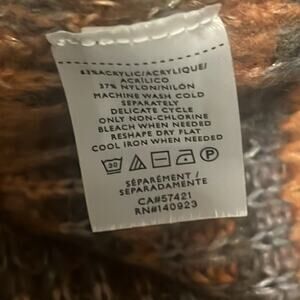 63%ACRYLIC/ACRYLIQUE/
ACRÍLICO
37% NYLON/NILÓN
MACHINE WASH COLD
SEPARATELY
DELICATE CYCLE
ONLY NON-CHLORINE
BLEACH WHEN NEEDED
RESHAPE DRY FLAT
COOL IRON WHEN NEEDED
30 P
SÉPARÉMENT /
SEPARADAMENTE
CA#57421
RN#140923